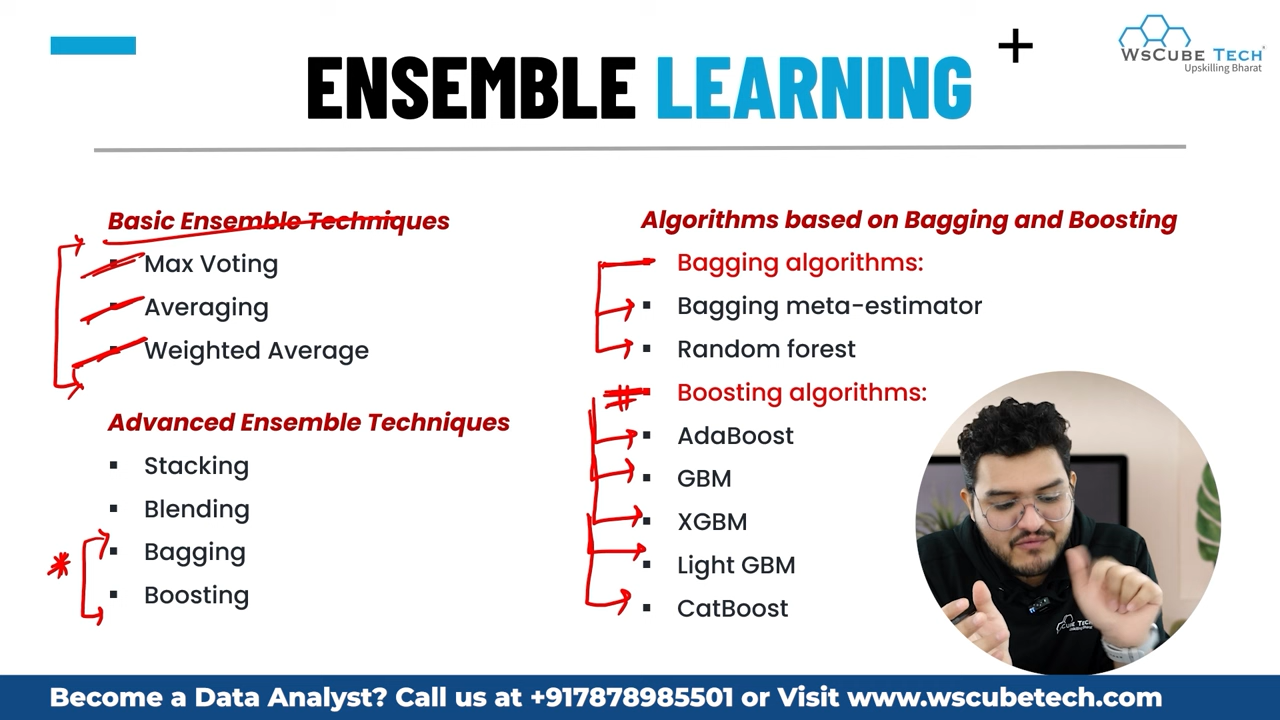 WsCube Tech
Upskilling Bharat
ENSEMBLE LEARNING
Basic Ensemble Techniques
Max Voting
Averaging
Weighted Average
Advanced Ensemble Techniques
Stacking
Blending
Bagging
Boosting
Algorithms based on Bagging and Boosting
Bagging algorithms:
Bagging meta-estimator
Random forest
Boosting algorithms:
AdaBoost
GBM
XGBM
Light GBM
CatBoost
Become a Data Analyst? Call us at +917878985501 or Visit www.wscubetech.com